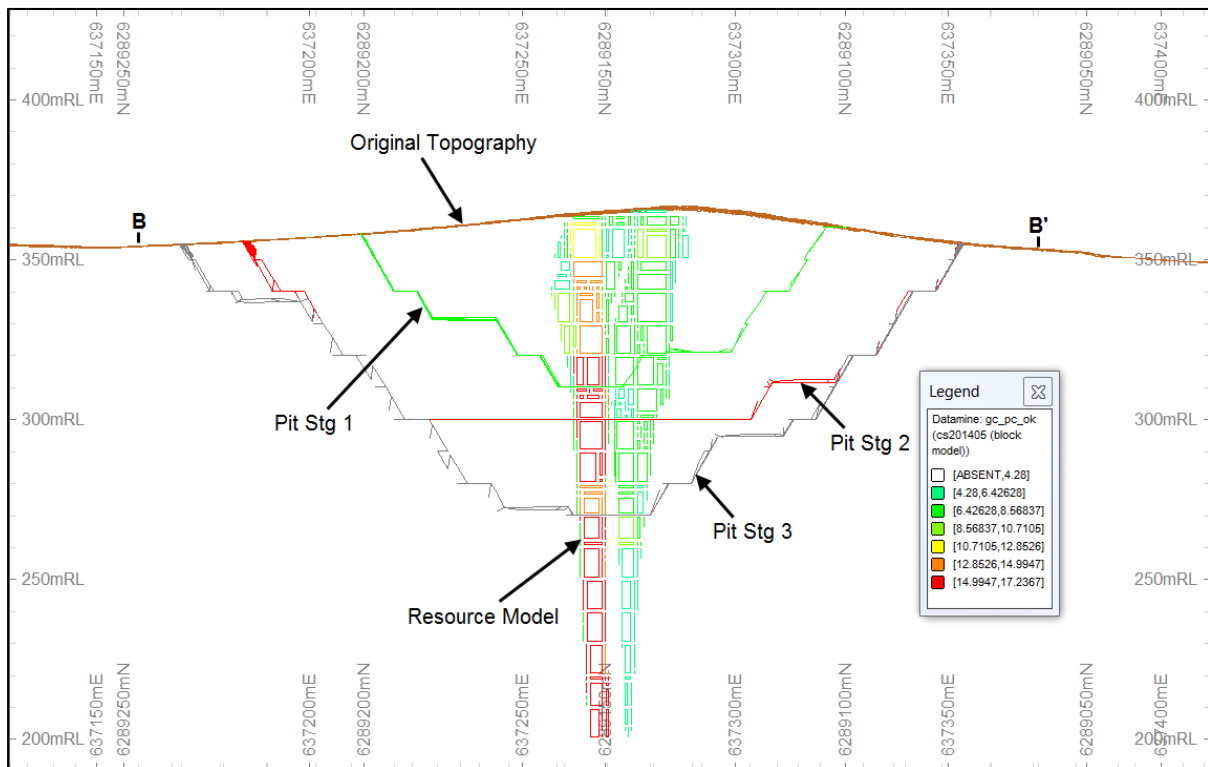 637150mE
6289250mN
637200mE
6289200mN
637250mE
6289150mN
637300mE
6289100mN
637350mE
6289050mN
637400mE
400mRL
400mRL
Original Topography
B
B'
350mRL
350mRL
Pit Stg 1
300mRL
Pit Stg 2
300mRL
Pit Stg 3
Resource Model
250mRL
250mRL
Legend
Datamine: gc_pc_ok
(cs201405 (block
model))
[ABSENT,4.28]
[4.28,6.42628]
[6.42628,8.56837]
[8.56837,10.7105]
[10.7105,12.8526]
[12.8526,14.9947]
[14.9947,17.2367]
200mRL
200mRL
637150mE
6289250mN
637200mE
6289200mN
637250mE
6289150mN
637300mE
6289100mN
637350mE
6289050mN
637400mE